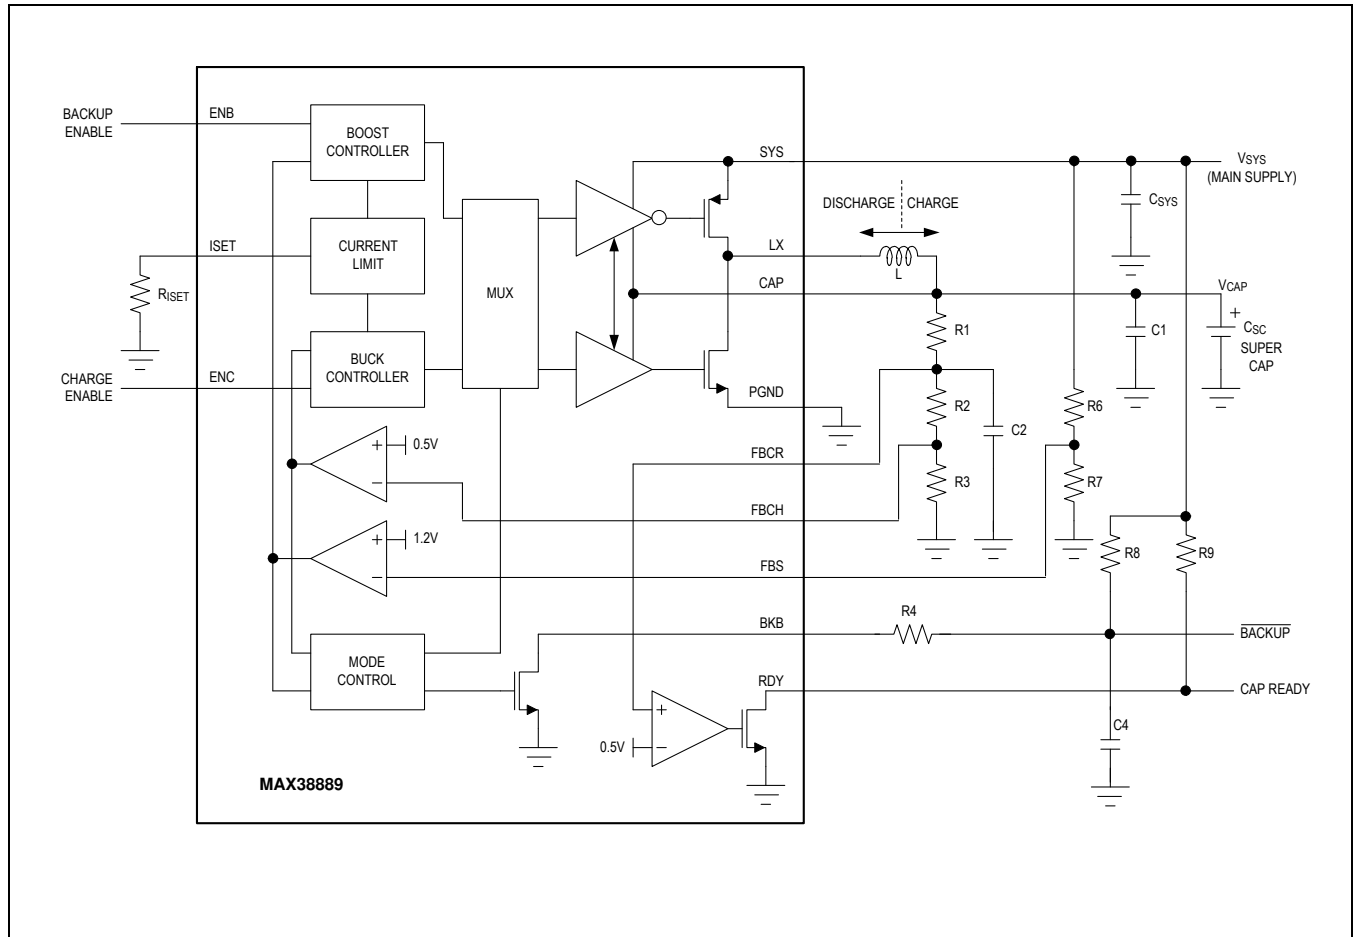 BACKUP
ENABLE
ENB
BOOST
CONTROLLER
SYS
VSYS
(MAIN SUPPLY)
DISCHARGE
CHARGE
CSYS
ISET
CURRENT
LIMIT
LX
L
RISET
MUX
CAP
VCAP
R1
C1
+
CSC
SUPER
CAP
CHARGE
ENABLE
ENC
BUCK
CONTROLLER
PGND
R2
C2
R6
+
0.5V
−
FBCR
R3
R7
FBCH
+
1.2V
−
FBS
R8
R9
BKB
R4
BACKUP
MODE
CONTROL
RDY
CAP READY
+
0.5V
−
C4
MAX38889